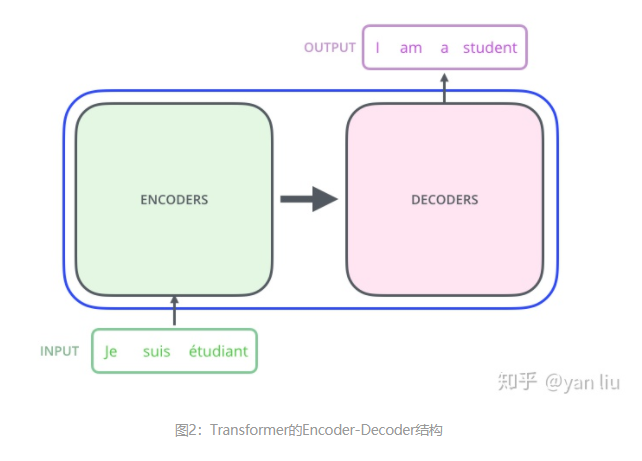 OUTPUT I am a student
ENCODERS DECODERS
INPUT Je suis étudiant
知乎 @yan liu
图2：Transformer的Encoder-Decoder结构